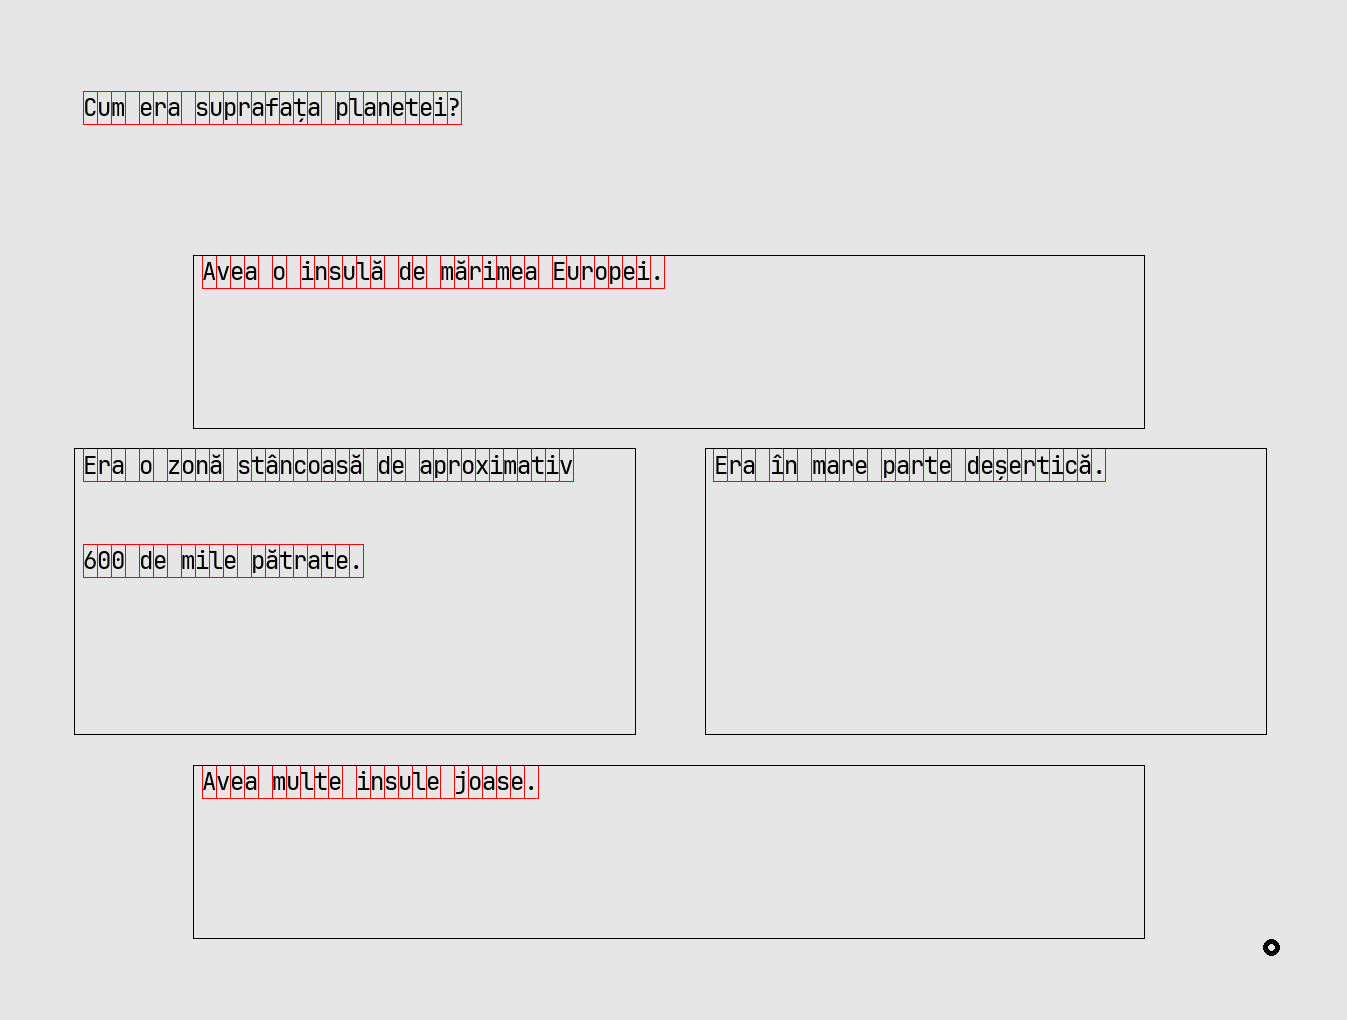 Cum era suprafața planetei?
Avea o insulă de mărimea Europei.
Era o zonă stâncoasă de aproximativ
600 de mile pătrate.
Era în mare parte deșertică.
Avea multe insule joase.